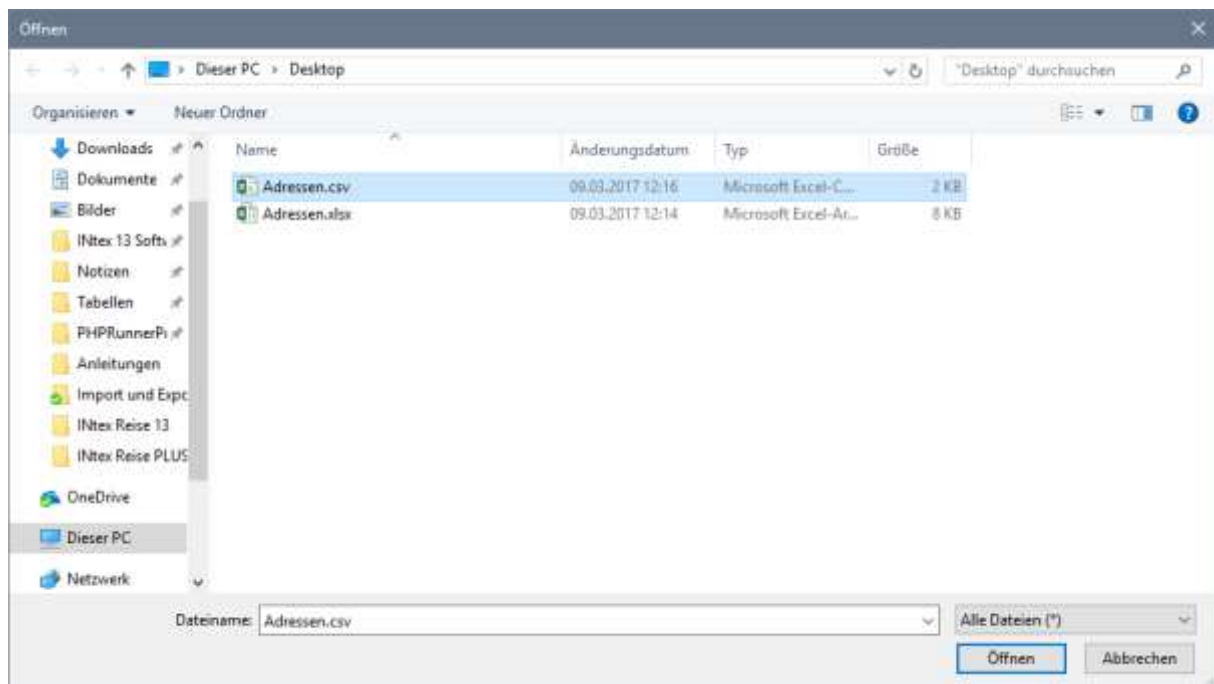 Öffnen
Dieser PC > Desktop
"Desktop" durchsuchen
Organisieren
Neuer Ordner
Name Änderungsdatum Typ Größe
Adressen.csv 09.03.2017 12:16 Microsoft Excel-C... 2 KB
Adressen.xlsx 09.03.2017 12:14 Microsoft Excel-Ar... 8 KB
Downloads
Dokumente
Bilder
INtex 13 Softw
Notizen
Tabellen
PHPRunnerPr
Anleitungen
Import und Expo
INtex Reise 13
INtex Reise PLUS
OneDrive
Dieser PC
Netzwerk
Dateiname: Adressen.csv
Alle Dateien (*)
Öffnen Abbrechen